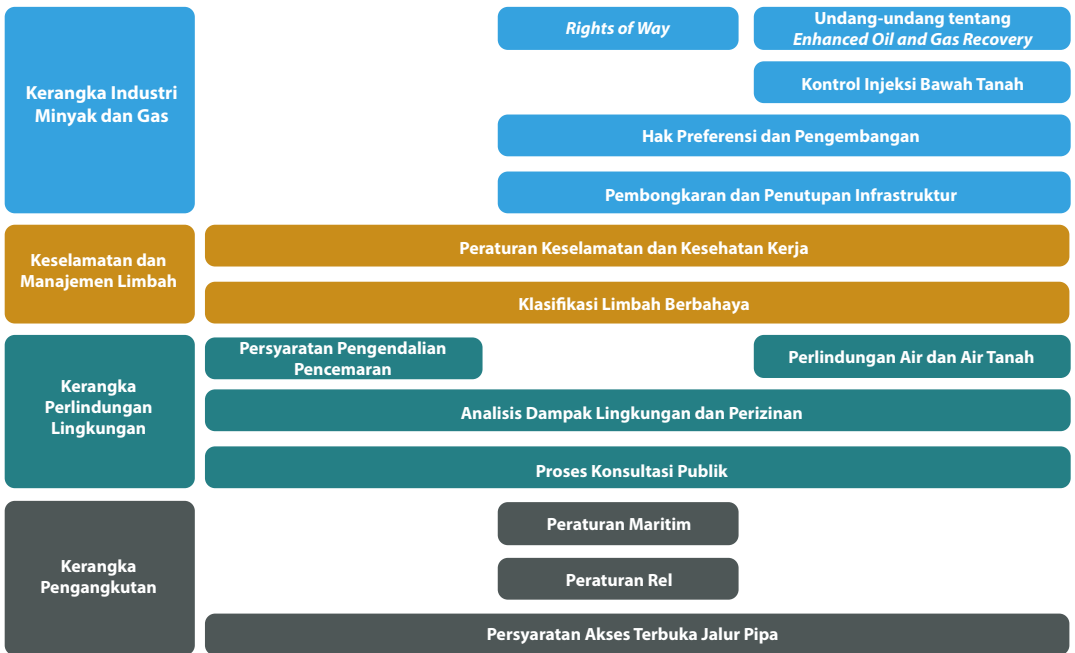 Kerangka Industri
Minyak dan Gas
Rights of Way
Undang-undang tentang
Enhanced Oil and Gas Recovery
Kontrol Injeksi Bawah Tanah
Hak Preferensi dan Pengembangan
Pembongkaran dan Penutupan Infrastruktur
Keselamatan dan
Manajemen Limbah
Peraturan Keselamatan dan Kesehatan Kerja
Klasifikasi Limbah Berbahaya
Kerangka
Perlindungan
Lingkungan
Persyaratan Pengendalian
Pencemaran
Perlindungan Air dan Air Tanah
Analisis Dampak Lingkungan dan Perizinan
Proses Konsultasi Publik
Kerangka
Pengangkutan
Peraturan Maritim
Peraturan Rel
Persyaratan Akses Terbuka Jalur Pipa